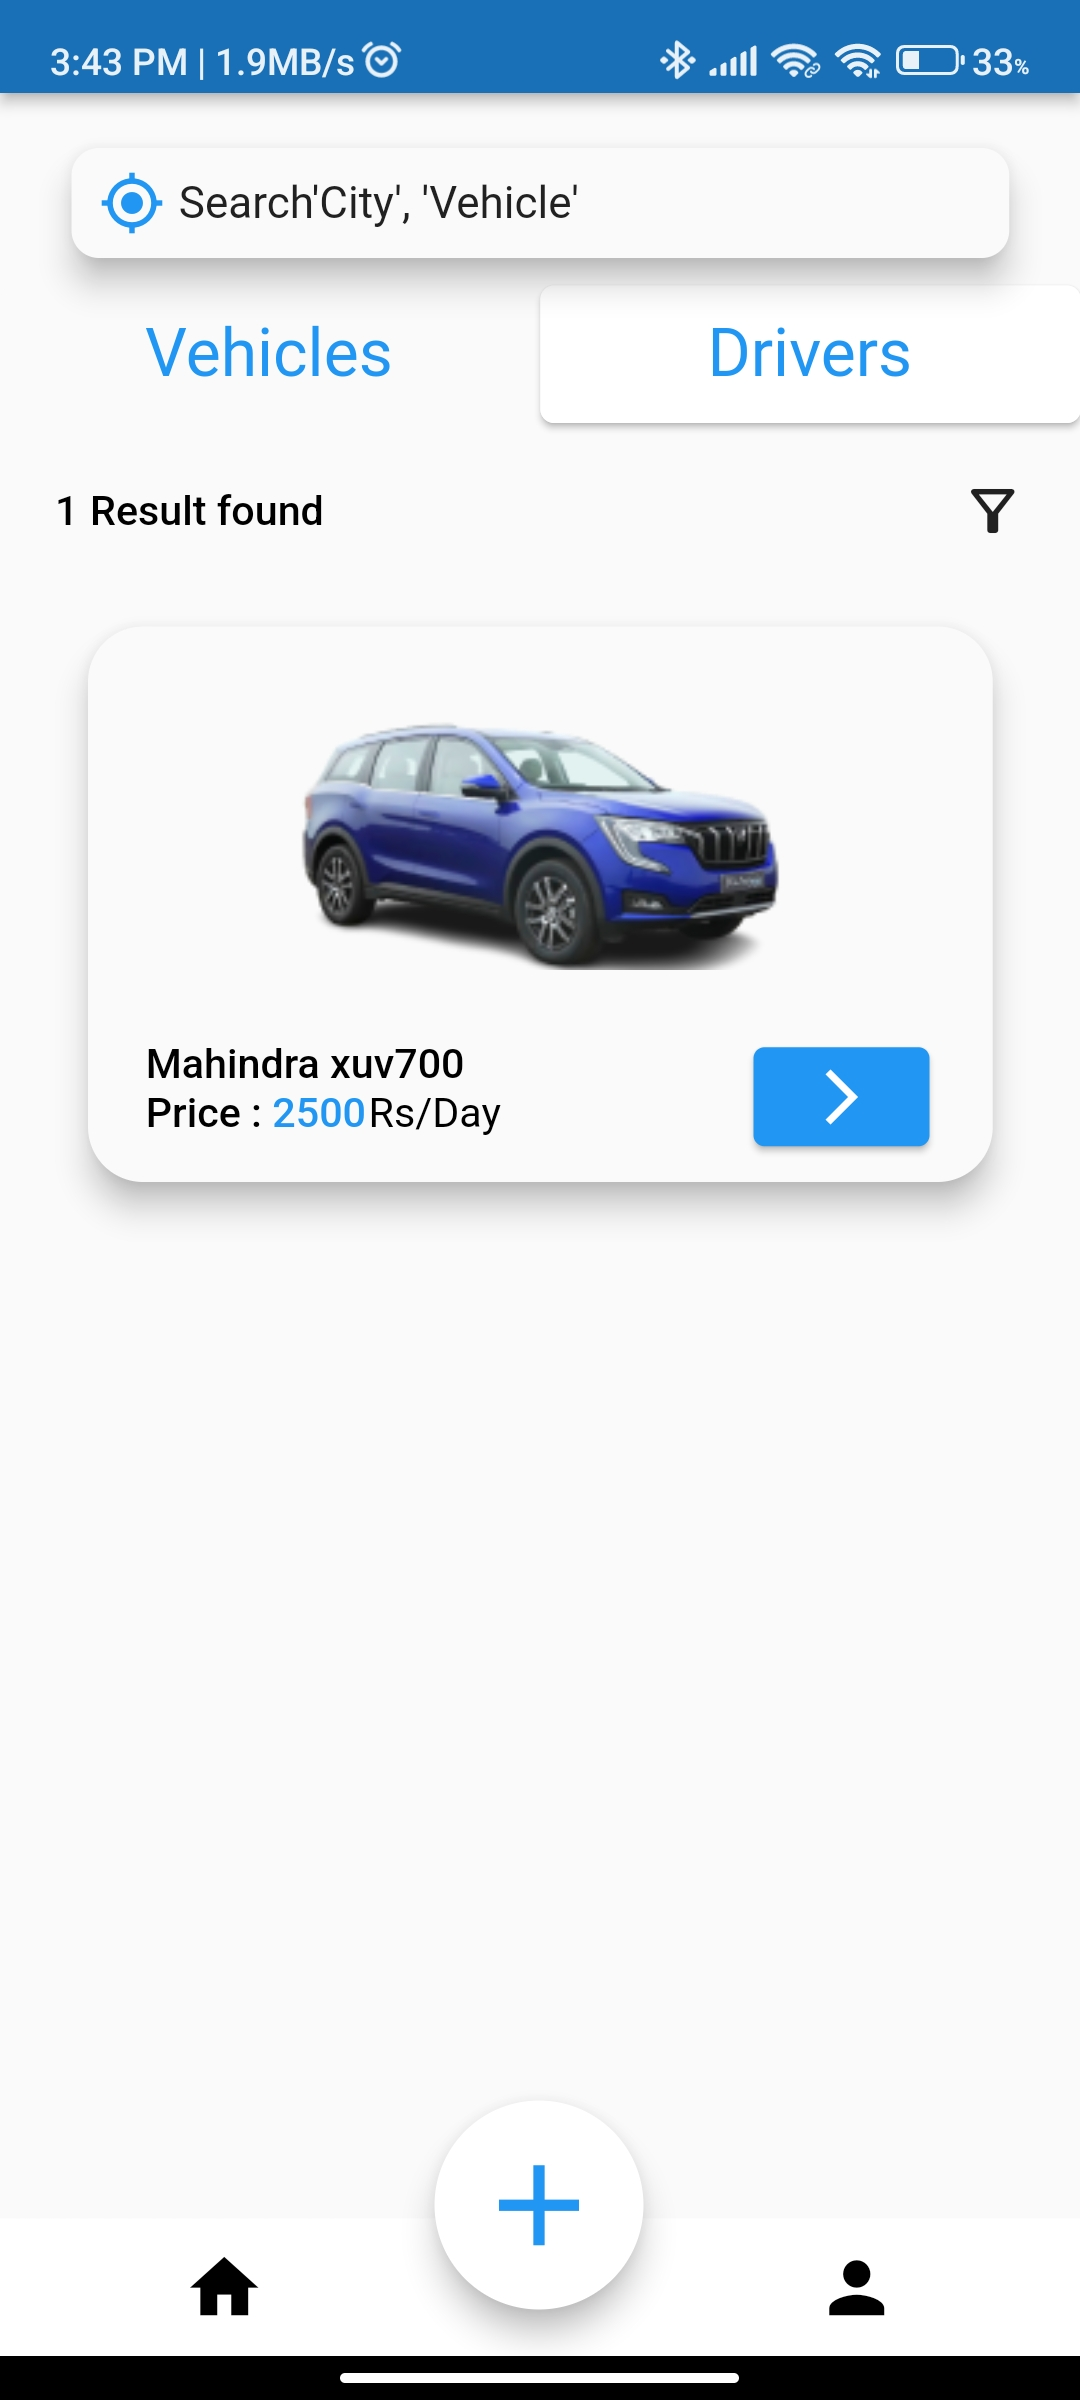 3:43 PM | 1.9MB/s 33%
Search'City', 'Vehicle'
Vehicles Drivers
1 Result found
Mahindra xuv700
Price : 2500Rs/Day